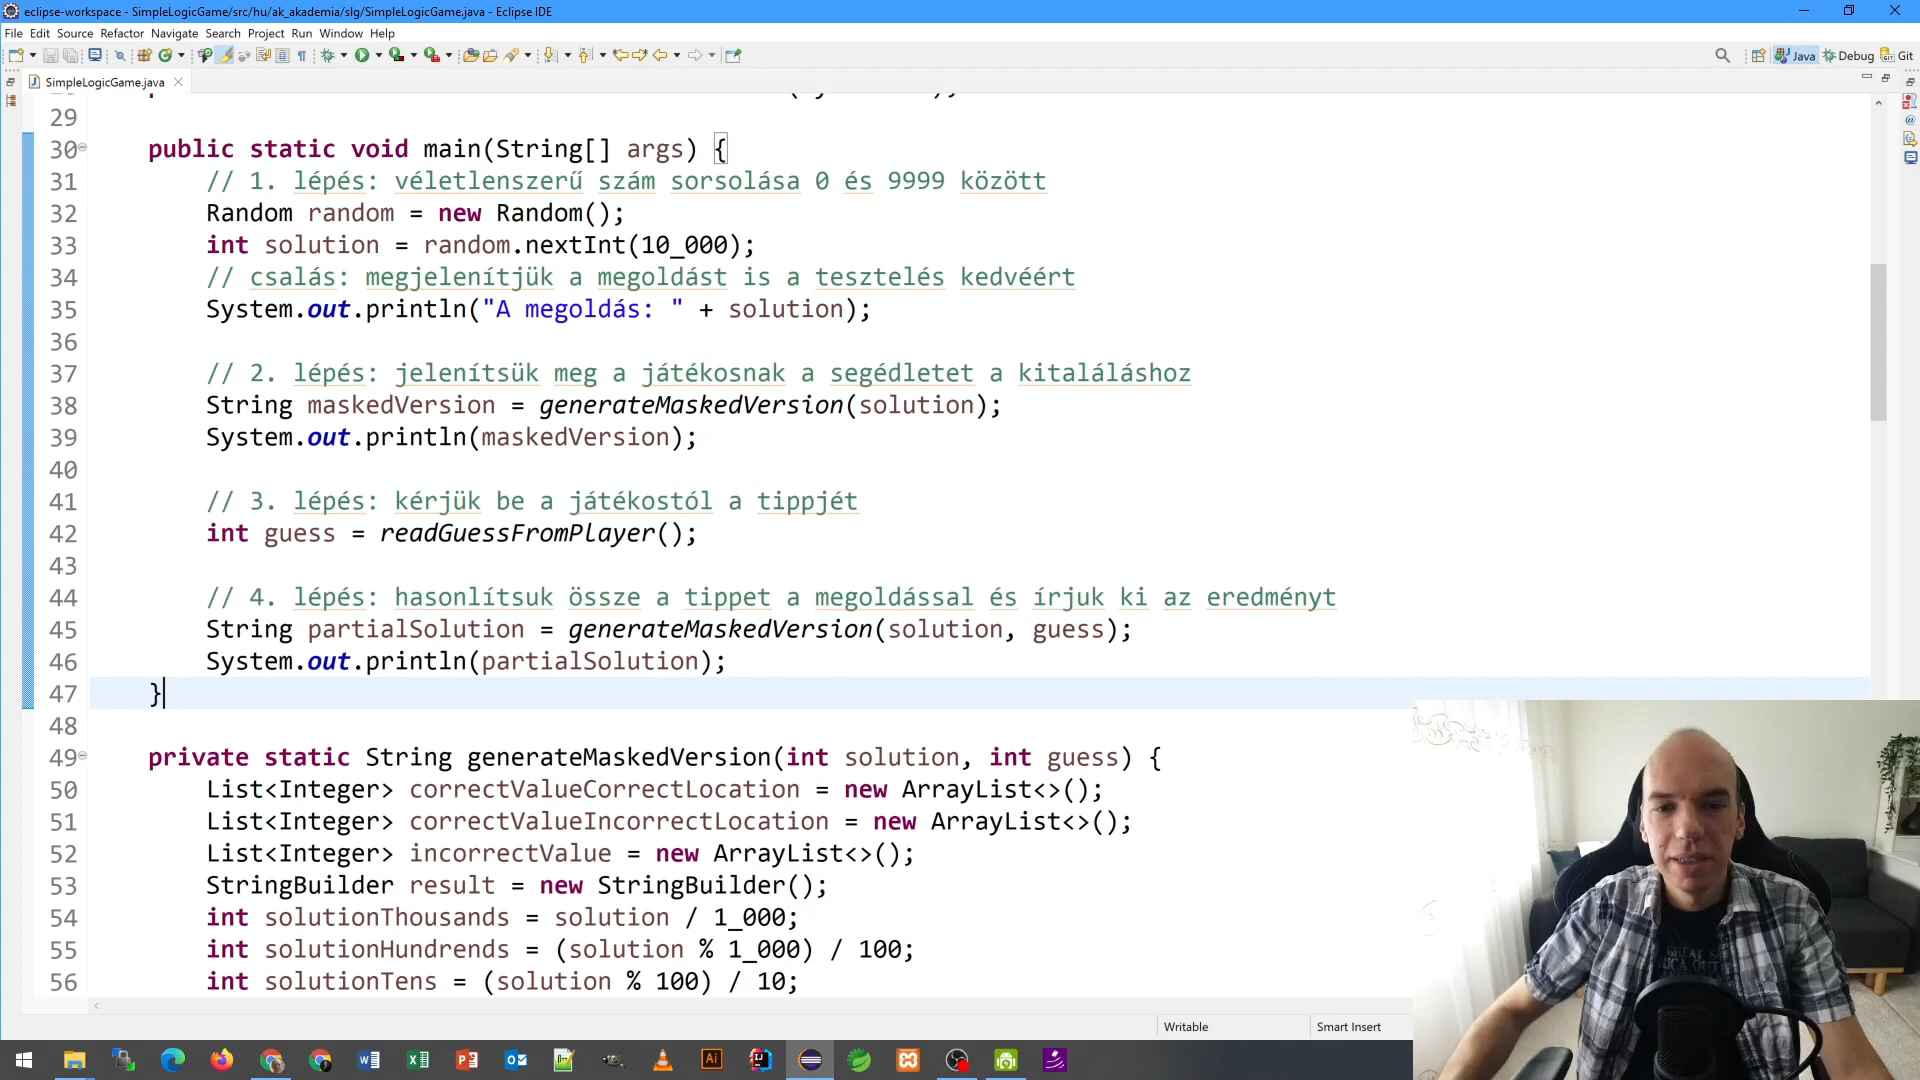 eclipse-workspace - SimpleLogicGame/src/hu/ak_akademia/slg/SimpleLogicGame.java - Eclipse IDE
File Edit Source Refactor Navigate Search Project Run Window Help
Java Debug Git
SimpleLogicGame.java
29
30 public static void main(String[] args) {
31 // 1. lépés: véletlenszerű szám sorsolása 0 és 9999 között
32 Random random = new Random();
33 int solution = random.nextInt(10_000);
34 // csalás: megjelenítjük a megoldást is a tesztelés kedvéért
35 System.out.println("A megoldás: " + solution);
36
37 // 2. lépés: jelenítsük meg a játékosnak a segédletet a kitaláláshoz
38 String maskedVersion = generateMaskedVersion(solution);
39 System.out.println(maskedVersion);
40
41 // 3. lépés: kérjük be a játékostól a tippjét
42 int guess = readGuessFromPlayer();
43
44 // 4. lépés: hasonlítsuk össze a tippet a megoldással és írjuk ki az eredményt
45 String partialSolution = generateMaskedVersion(solution, guess);
46 System.out.println(partialSolution);
47 }
48
49 private static String generateMaskedVersion(int solution, int guess) {
50 List<Integer> correctValueCorrectLocation = new ArrayList<>();
51 List<Integer> correctValueIncorrectLocation = new ArrayList<>();
52 List<Integer> incorrectValue = new ArrayList<>();
53 StringBuilder result = new StringBuilder();
54 int solutionThousands = solution / 1_000;
55 int solutionHundrends = (solution % 1_000) / 100;
56 int solutionTens = (solution % 100) / 10;
Writable Smart Insert